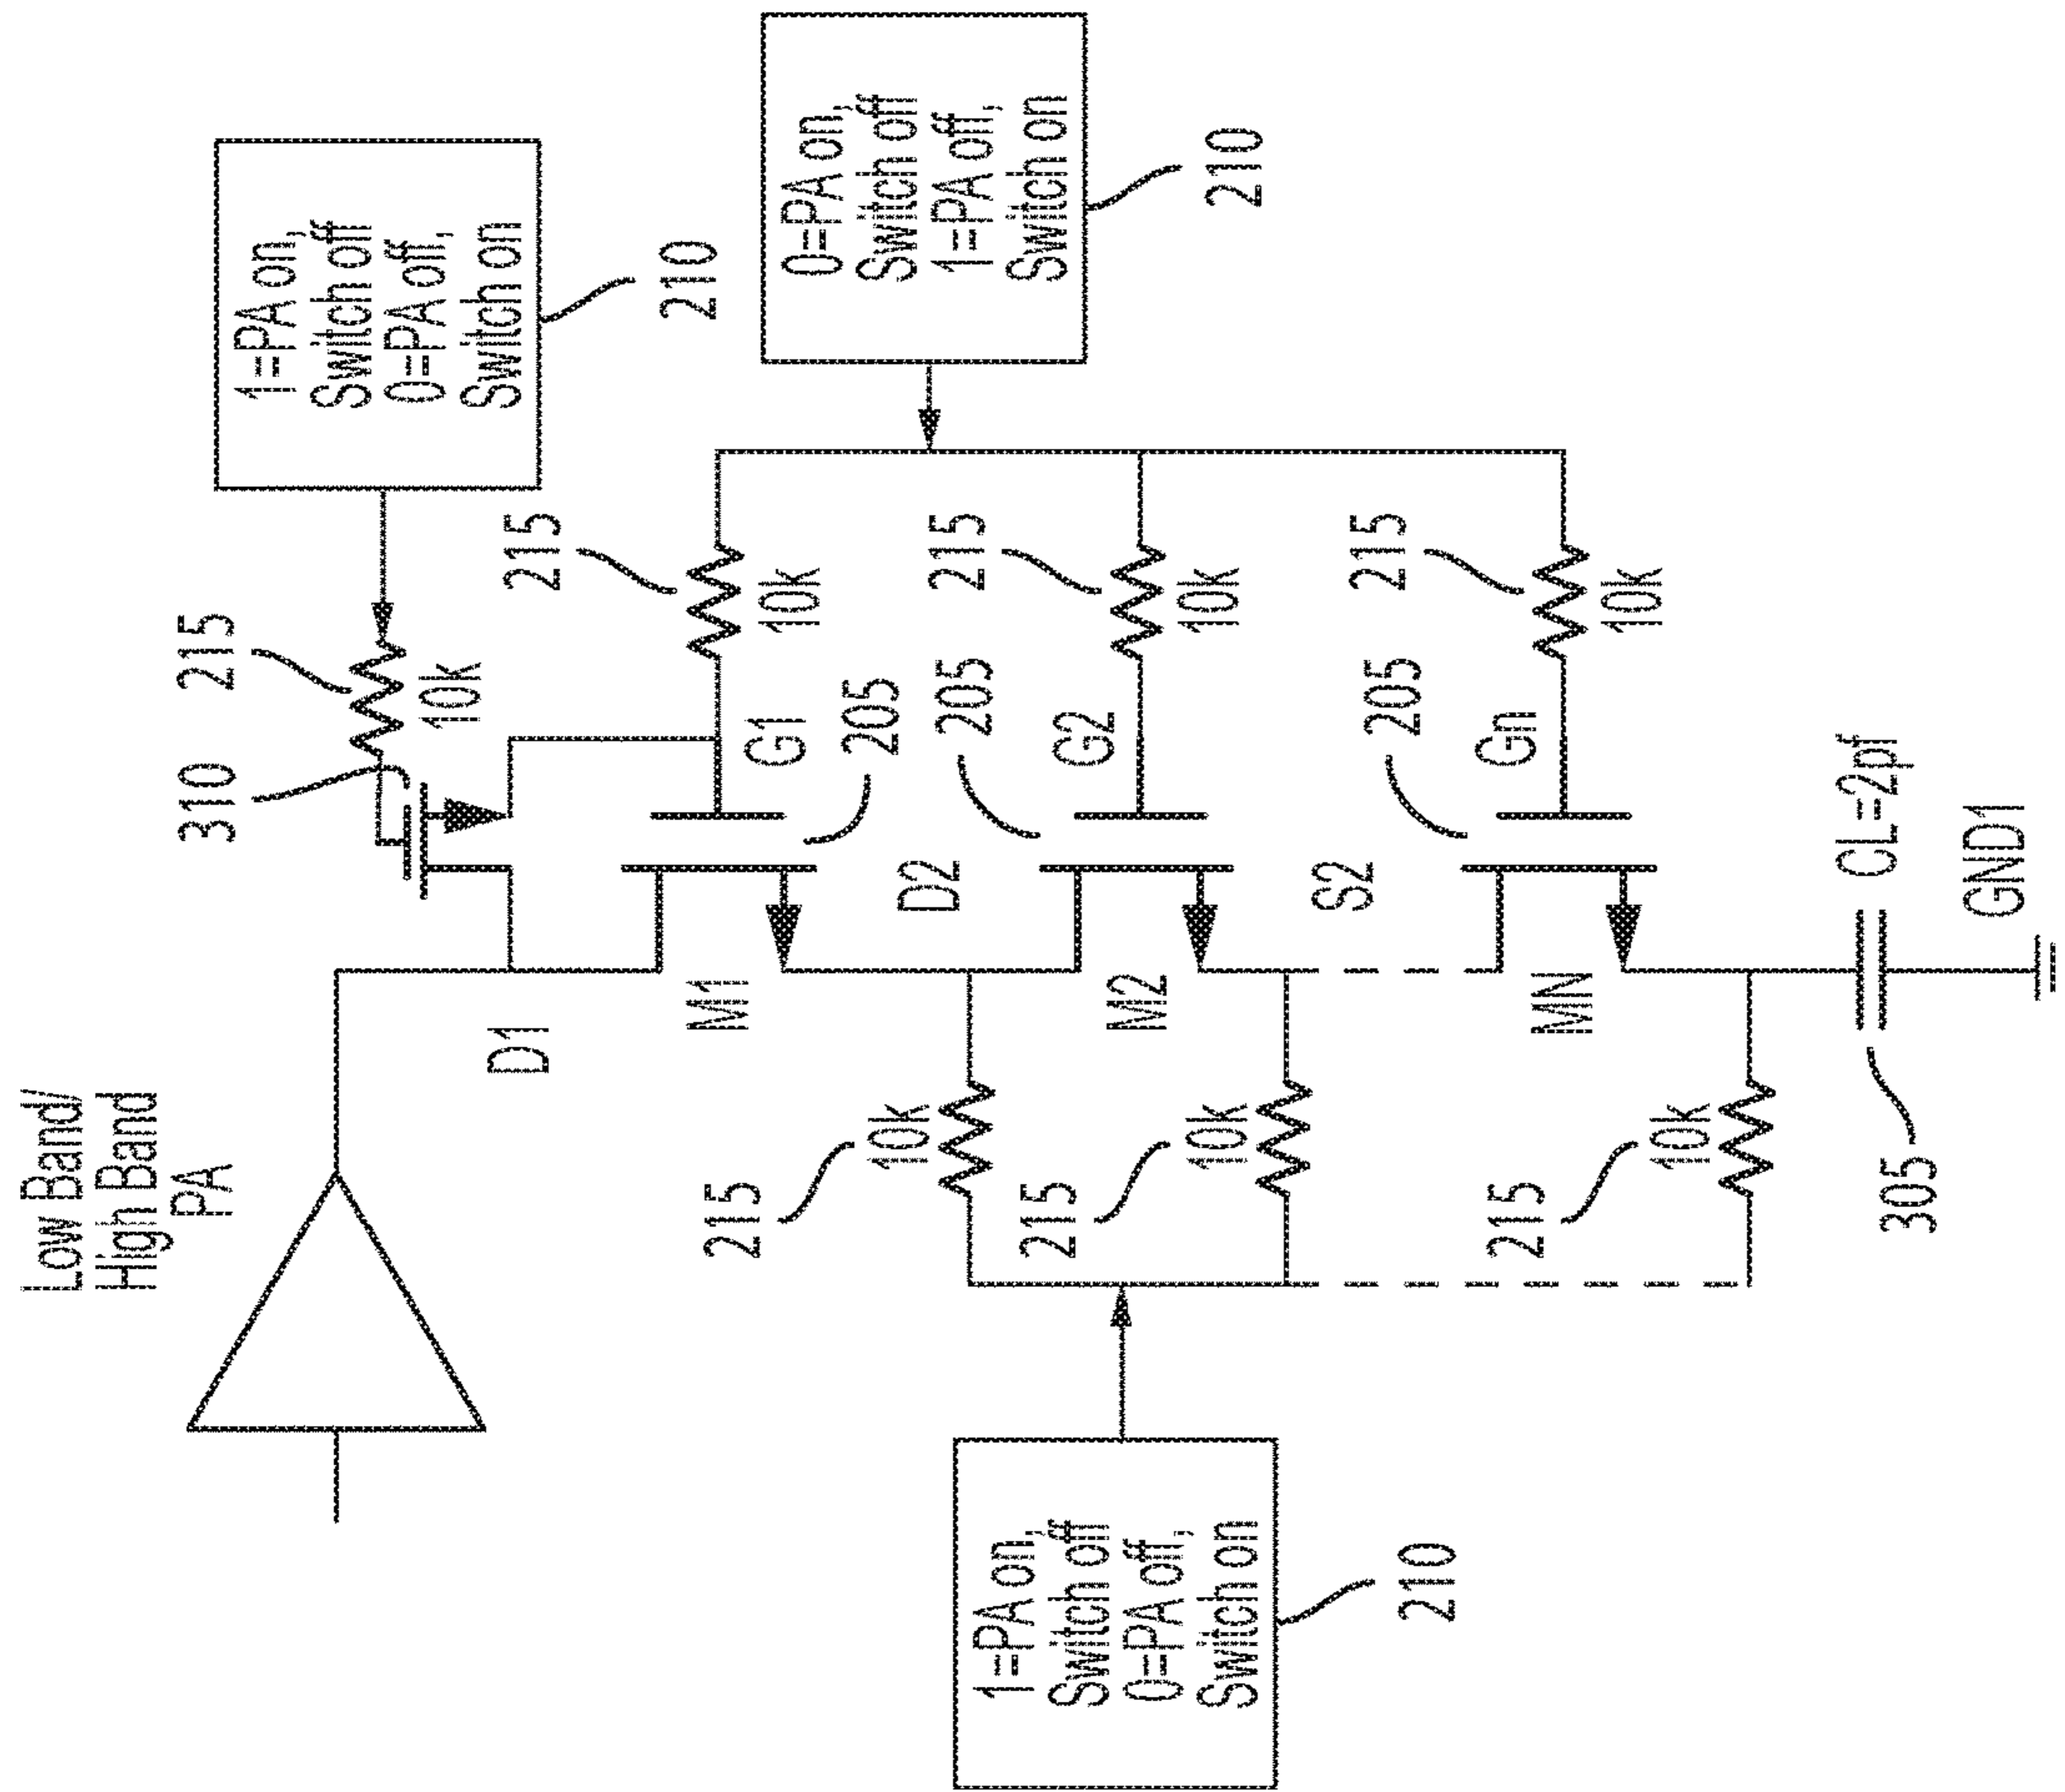 Low Band/
High Band
PA
1=PA on,
Switch off
0=PA off,
Switch on
210
0=PA on,
Switch off
1=PA off,
Switch on
210
1=PA on,
Switch off
0=PA off,
Switch on
210
310
215
10k
215
10k
215
10k
215
10k
G1
G2
Gn
205
205
205
D1
D2
S2
M1
M2
MN
215
10k
215
10k
215
10k
CL=2pf
GND1
305